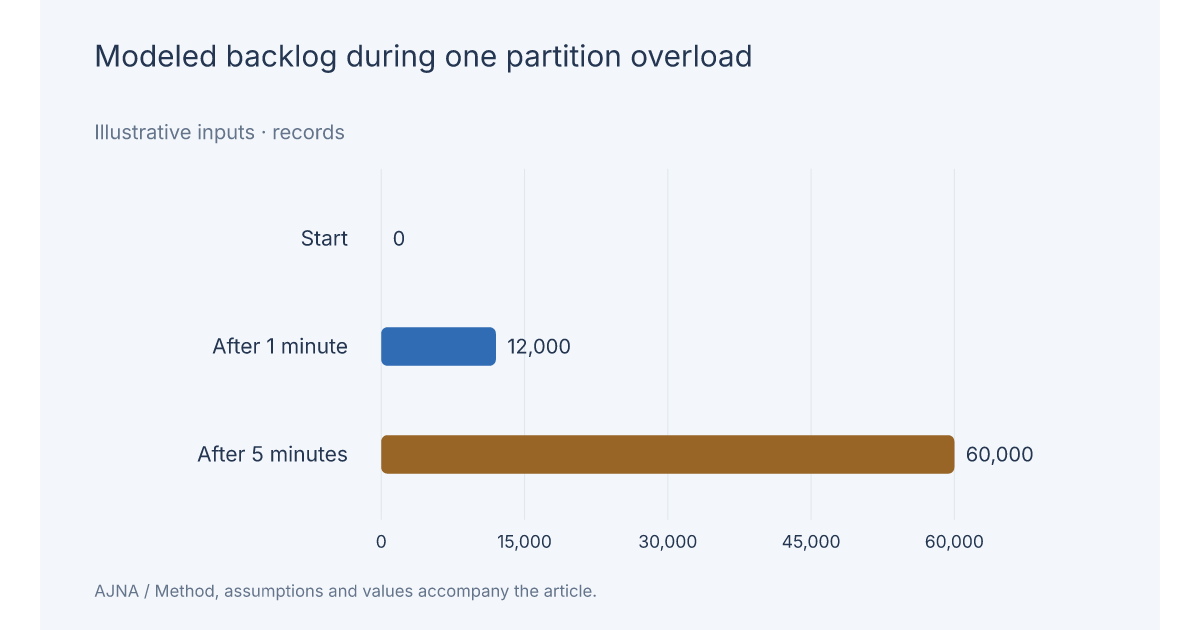 Modeled backlog during one partition overload
Illustrative inputs · records
Start 0
After 1 minute 12,000
After 5 minutes 60,000
0 15,000 30,000 45,000 60,000
AJNA / Method, assumptions and values accompany the article.